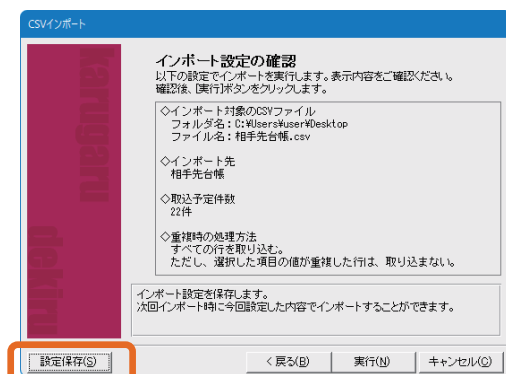 CSVインポート
karugaru
dekiru
インポート設定の確認
以下の設定でインポートを実行します。表示内容をご確認ください。
確認後、[実行]ボタンをクリックします。
◇インポート対象のCSVファイル
フォルダ名：C:¥Users¥user¥Desktop
ファイル名：相手先台帳.csv
◇インポート先
相手先台帳
◇取込予定件数
22件
◇重複時の処理方法
すべての行を取り込む。
ただし、選択した項目の値が重複した行は、取り込まない。
インポート設定を保存します。
次回インポート時に今回設定した内容でインポートすることができます。
設定保存(S)
< 戻る(B)
実行(N)
キャンセル(C)